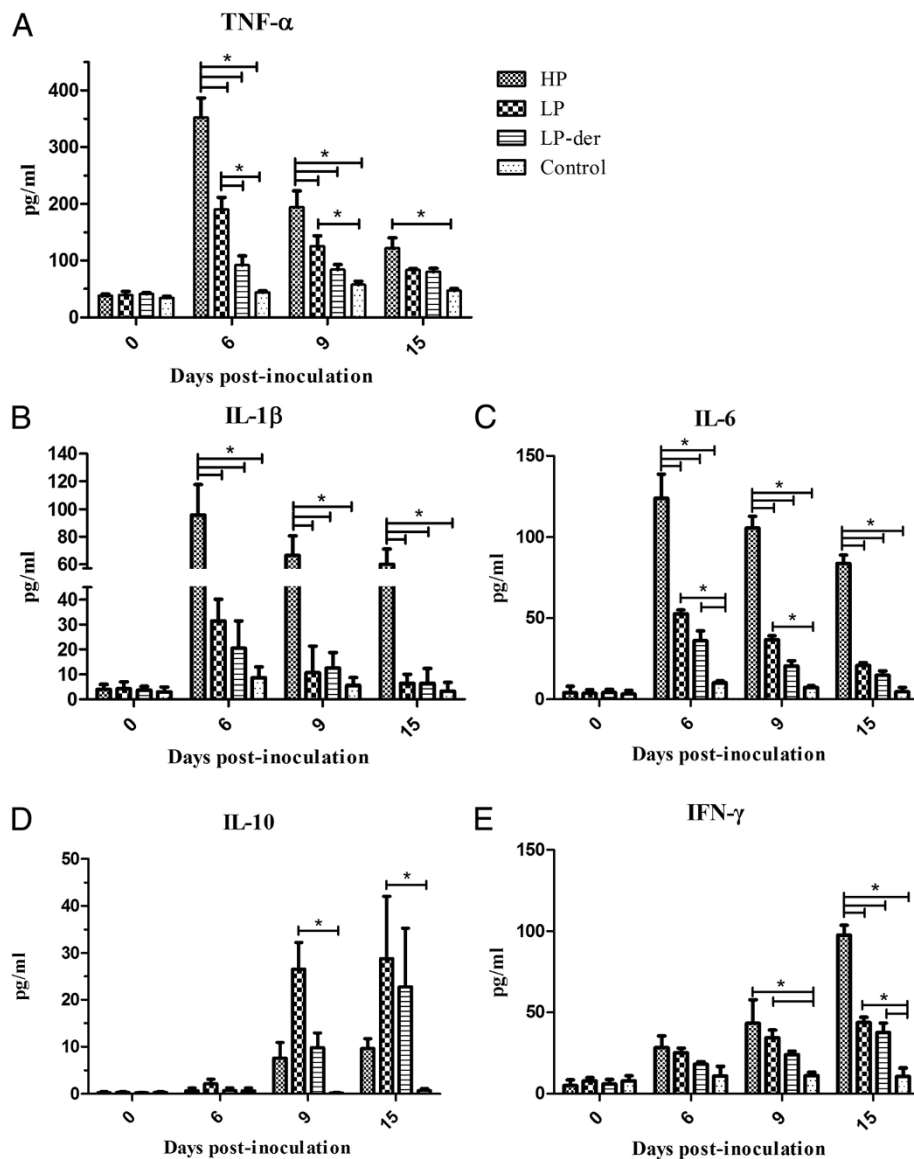 A
TNF-α
*
*
*
*
*
400
300
200
100
0
pg/ml
0
6
9
15
Days post-inoculation
HP
LP
LP-der
Control
B
IL-1β
*
*
*
140
120
100
80
60
40
30
20
10
0
pg/ml
0
6
9
15
Days post-inoculation
C
IL-6
*
*
*
*
*
150
100
50
0
pg/ml
0
6
9
15
Days post-inoculation
D
IL-10
*
*
50
40
30
20
10
0
pg/ml
0
6
9
15
Days post-inoculation
E
IFN-γ
*
*
*
150
100
50
0
pg/ml
0
6
9
15
Days post-inoculation